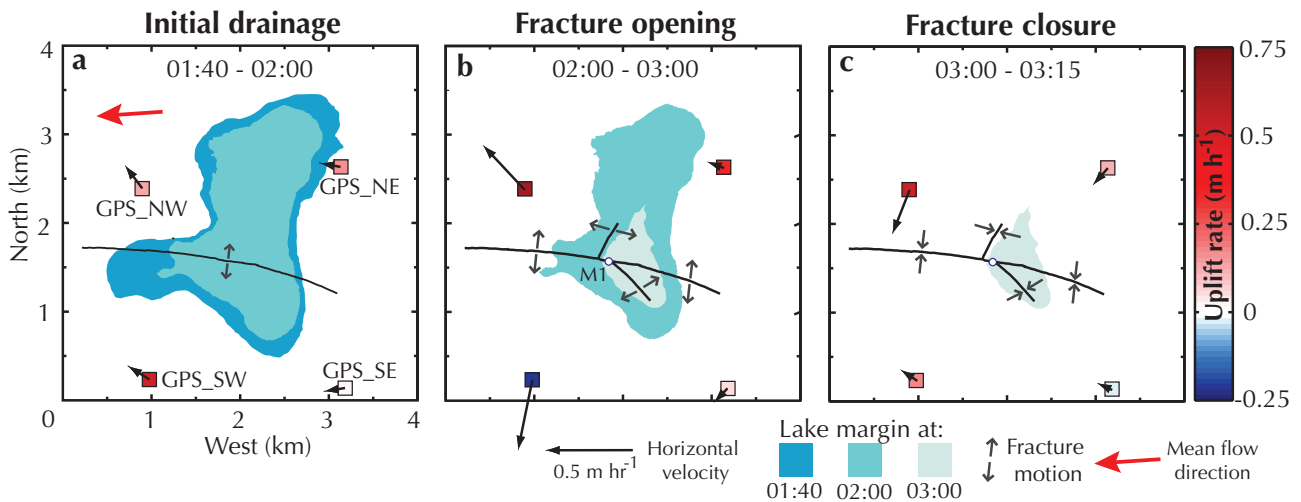 Initial drainage
Fracture opening
Fracture closure
a
01:40 - 02:00
b
02:00 - 03:00
c
03:00 - 03:15
4
3
2
1
0
North (km)
GPS_NE
GPS_NW
GPS_SW
GPS_SE
M1
1
2
3
4
West (km)
0.75
0.5
0.25
0
-0.25
Uplift rate (m h-1)
0.5 m hr-1
Horizontal
velocity
Lake margin at:
01:40
02:00
03:00
Fracture
motion
Mean flow
direction